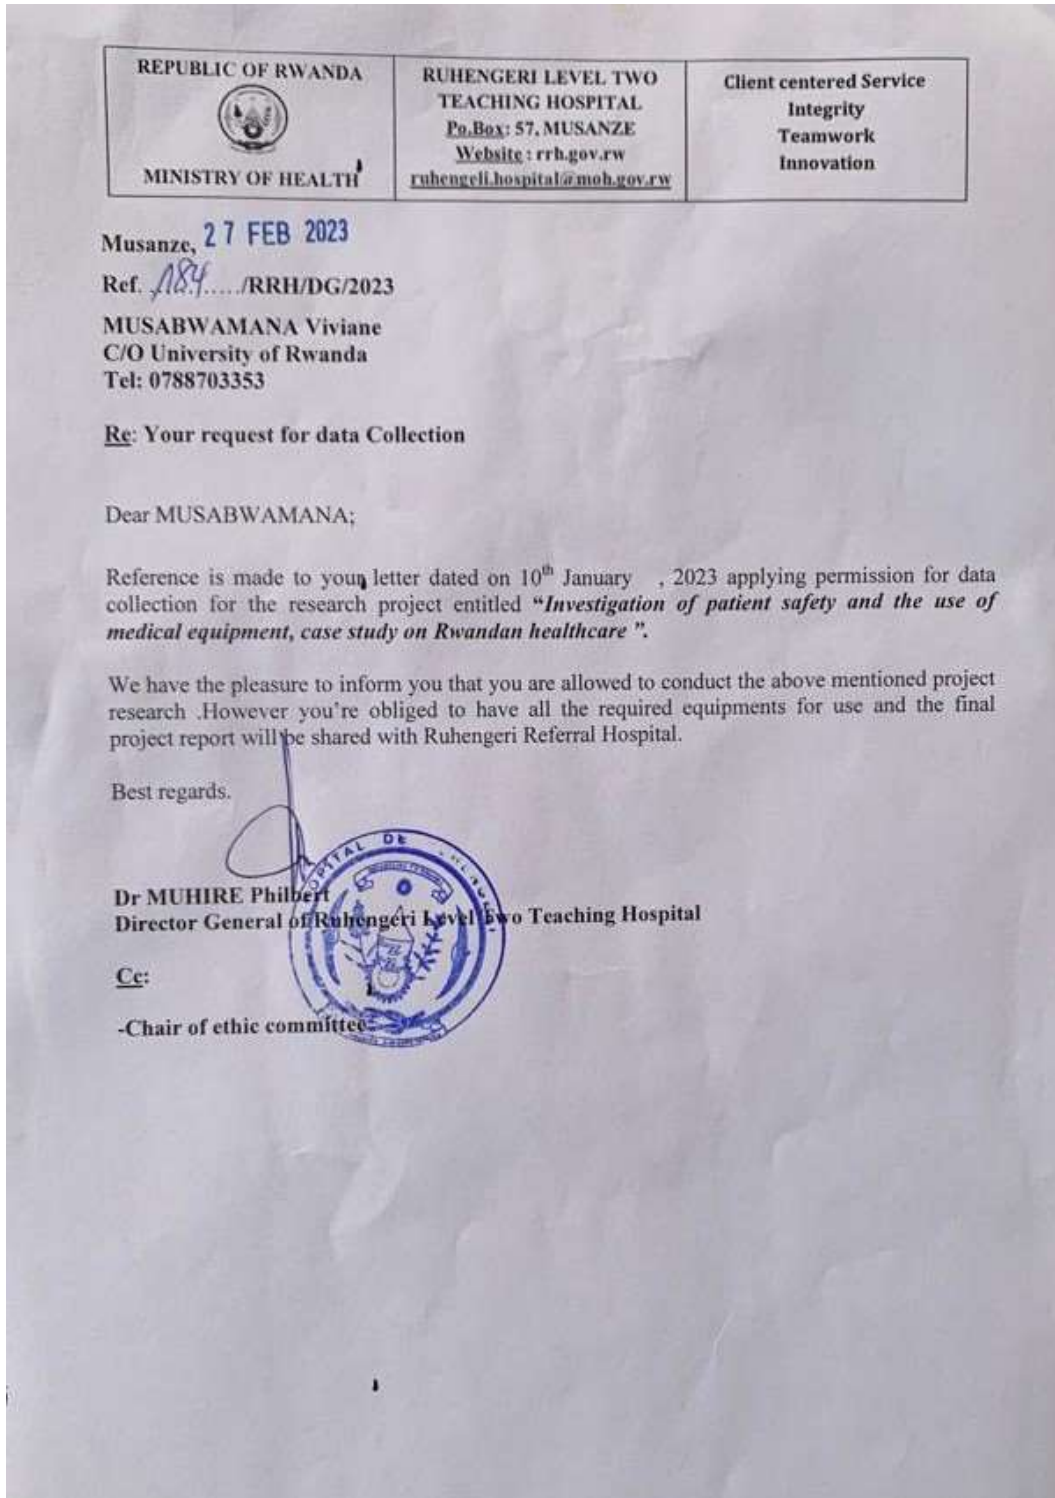 REPUBLIC OF RWANDA
MINISTRY OF HEALTH
RUHENGERI LEVEL TWO
TEACHING HOSPITAL
Po.Box: 57, MUSANZE
Website : rrh.gov.rw
ruhengeli.hospital@moh.gov.rw
Client centered Service
Integrity
Teamwork
Innovation
Musanze, 27 FEB 2023
Ref. 184...../RRH/DG/2023
MUSABWAMANA Viviane
C/O University of Rwanda
Tel: 0788703353
Re: Your request for data Collection
Dear MUSABWAMANA;
Reference is made to your letter dated on 10th January , 2023 applying permission for data
collection for the research project entitled “Investigation of patient safety and the use of
medical equipment, case study on Rwandan healthcare ”.
We have the pleasure to inform you that you are allowed to conduct the above mentioned project
research .However you’re obliged to have all the required equipments for use and the final
project report will be shared with Ruhengeri Referral Hospital.
Best regards.
HOPITAL DE
Dr MUHIRE Philbert
Director General of Ruhengeri Level Two Teaching Hospital
Cc:
-Chair of ethic committee